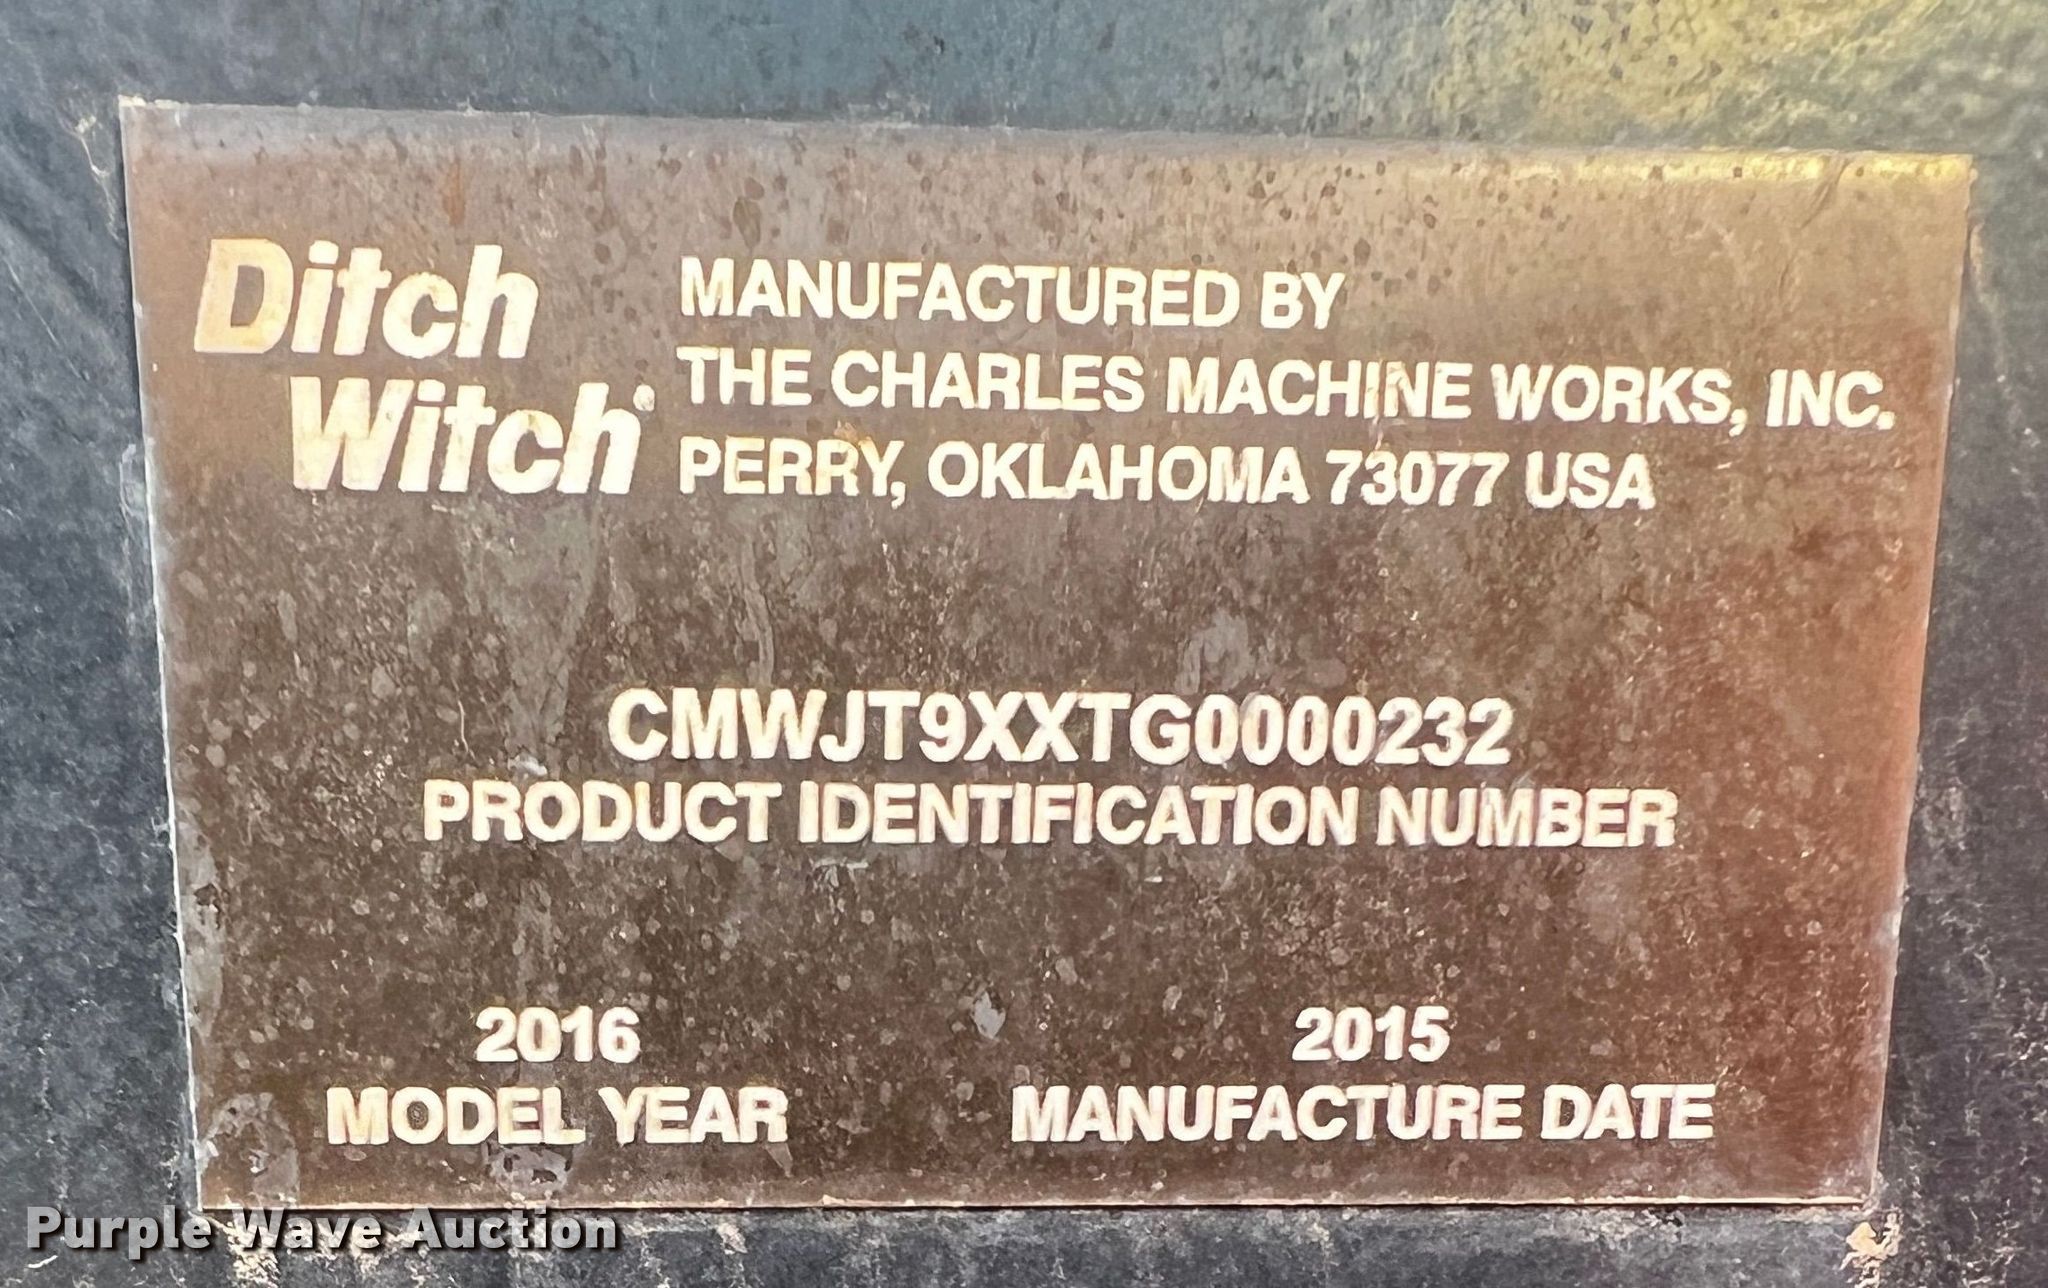 Ditch
Witch®
MANUFACTURED BY
THE CHARLES MACHINE WORKS, INC.
PERRY, OKLAHOMA 73077 USA
CMWJT9XXTG0000232
PRODUCT IDENTIFICATION NUMBER
2016
MODEL YEAR
2015
MANUFACTURE DATE
Purple Wave Auction